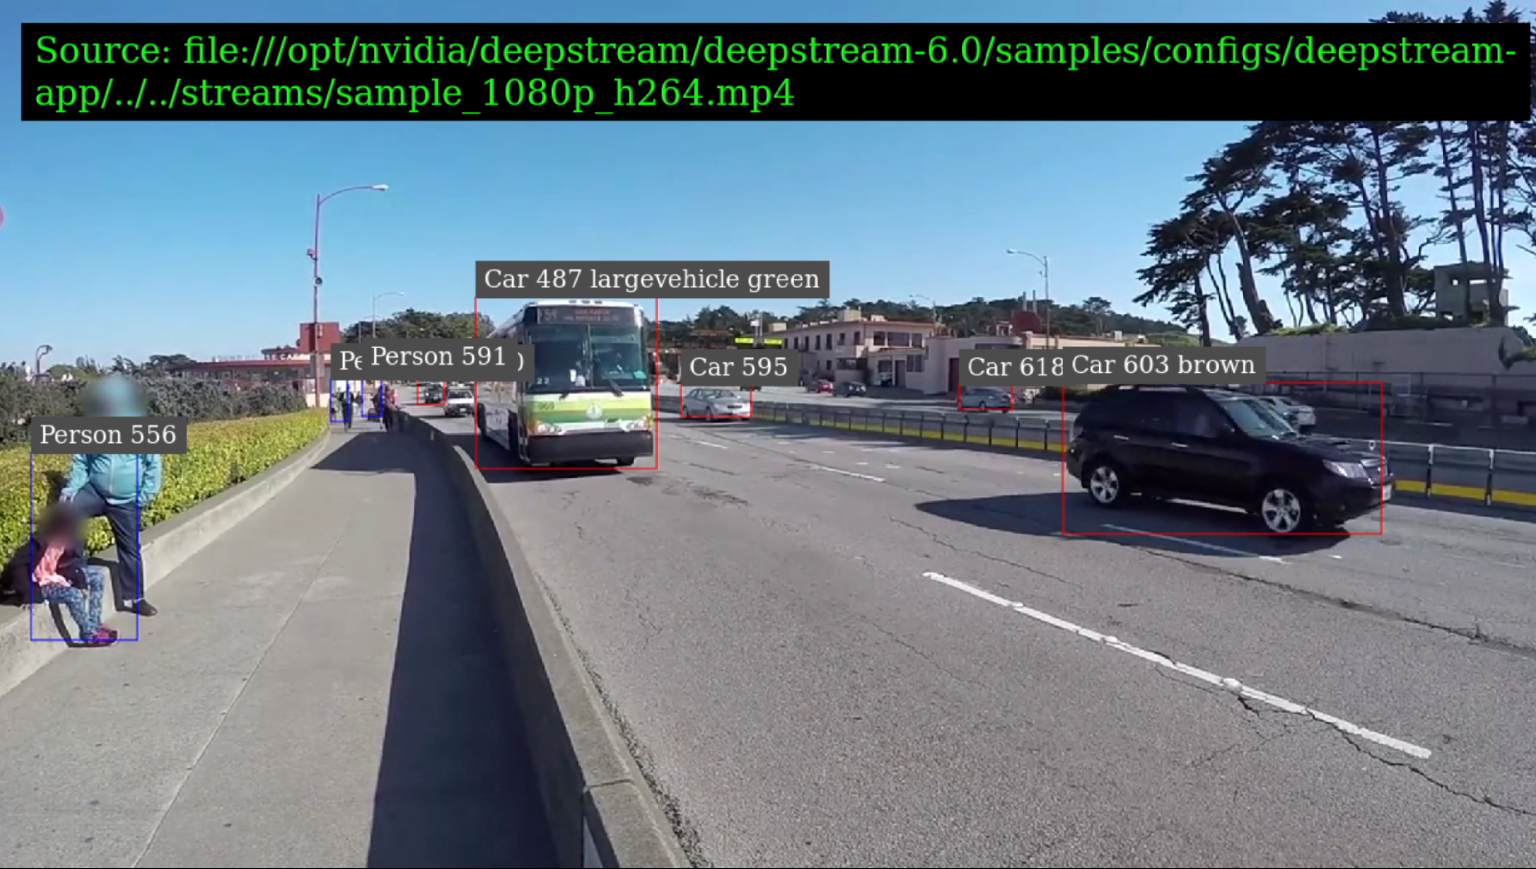 Source: file:///opt/nvidia/deepstream/deepstream-6.0/samples/configs/deepstream-
app/../../streams/sample_1080p_h264.mp4
Car 487 largevehicle green
Person 591
Car 595
Car 618
Car 603 brown
Person 556